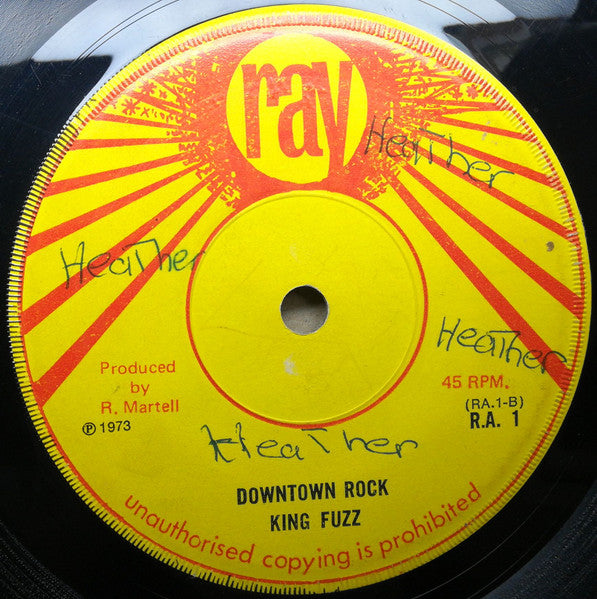 ray
Heather
Heather
Heather
Produced
by
R. Martell
℗ 1973
45 RPM.
(RA.1-B)
R.A. 1
Heather
DOWNTOWN ROCK
KING FUZZ
unauthorised copying is prohibited